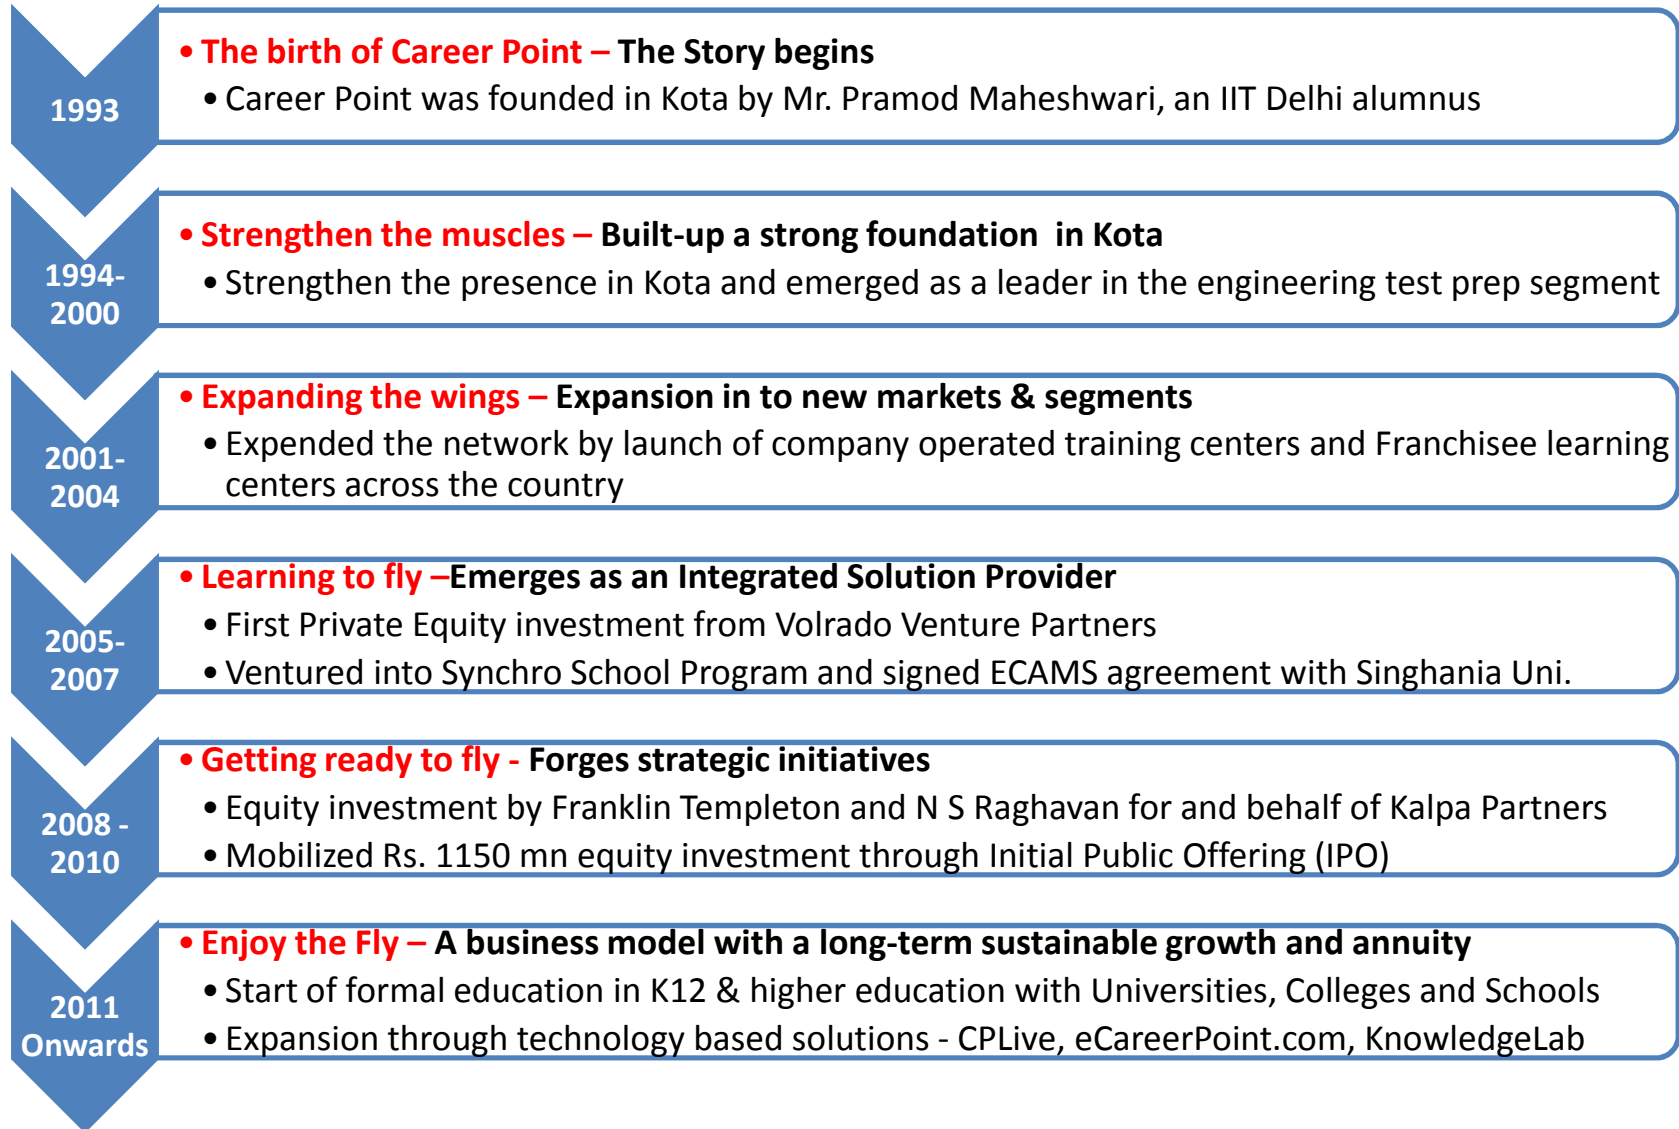 1993
• The birth of Career Point – The Story begins
• Career Point was founded in Kota by Mr. Pramod Maheshwari, an IIT Delhi alumnus
1994-
2000
• Strengthen the muscles – Built-up a strong foundation in Kota
• Strengthen the presence in Kota and emerged as a leader in the engineering test prep segment
2001-
2004
• Expanding the wings – Expansion in to new markets & segments
• Expended the network by launch of company operated training centers and Franchisee learning
centers across the country
2005-
2007
• Learning to fly –Emerges as an Integrated Solution Provider
• First Private Equity investment from Volrado Venture Partners
• Ventured into Synchro School Program and signed ECAMS agreement with Singhania Uni.
2008 -
2010
• Getting ready to fly - Forges strategic initiatives
• Equity investment by Franklin Templeton and N S Raghavan for and behalf of Kalpa Partners
• Mobilized Rs. 1150 mn equity investment through Initial Public Offering (IPO)
2011
Onwards
• Enjoy the Fly – A business model with a long-term sustainable growth and annuity
• Start of formal education in K12 & higher education with Universities, Colleges and Schools
• Expansion through technology based solutions - CPLive, eCareerPoint.com, KnowledgeLab